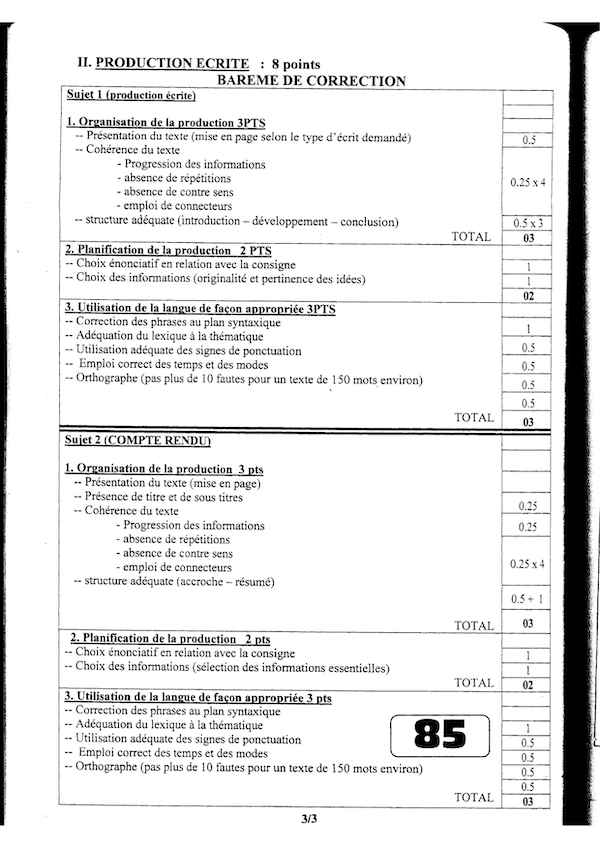 II. PRODUCTION ECRITE : 8 points
BAREME DE CORRECTION
Sujet 1 (production écrite)
1. Organisation de la production 3PTS
-- Présentation du texte (mise en page selon le type d'écrit demandé) 0.5
-- Cohérence du texte
- Progression des informations
- absence de répétitions
- absence de contre sens
- emploi de connecteurs
0.25 x 4
-- structure adéquate (introduction – développement – conclusion) 0.5 x 3
TOTAL 03
2. Planification de la production 2 PTS
-- Choix énonciatif en relation avec la consigne 1
-- Choix des informations (originalité et pertinence des idées) 1
02
3. Utilisation de la langue de façon appropriée 3PTS
-- Correction des phrases au plan syntaxique 1
-- Adéquation du lexique à la thématique 0.5
-- Utilisation adéquate des signes de ponctuation 0.5
-- Emploi correct des temps et des modes 0.5
-- Orthographe (pas plus de 10 fautes pour un texte de 150 mots environ) 0.5
TOTAL 03
Sujet 2 (COMPTE RENDU)
1. Organisation de la production 3 pts
-- Présentation du texte (mise en page) 0.25
-- Présence de titre et de sous titres 0.25
-- Cohérence du texte
- Progression des informations
- absence de répétitions
- absence de contre sens
- emploi de connecteurs
0.25 x 4
-- structure adéquate (accroche – résumé) 0.5 + 1
TOTAL 03
2. Planification de la production 2 pts
-- Choix énonciatif en relation avec la consigne 1
-- Choix des informations (sélection des informations essentielles) 1
TOTAL 02
3. Utilisation de la langue de façon appropriée 3 pts
-- Correction des phrases au plan syntaxique 1
-- Adéquation du lexique à la thématique 0.5
-- Utilisation adéquate des signes de ponctuation 0.5
-- Emploi correct des temps et des modes 0.5
-- Orthographe (pas plus de 10 fautes pour un texte de 150 mots environ) 0.5
TOTAL 03
85
3/3